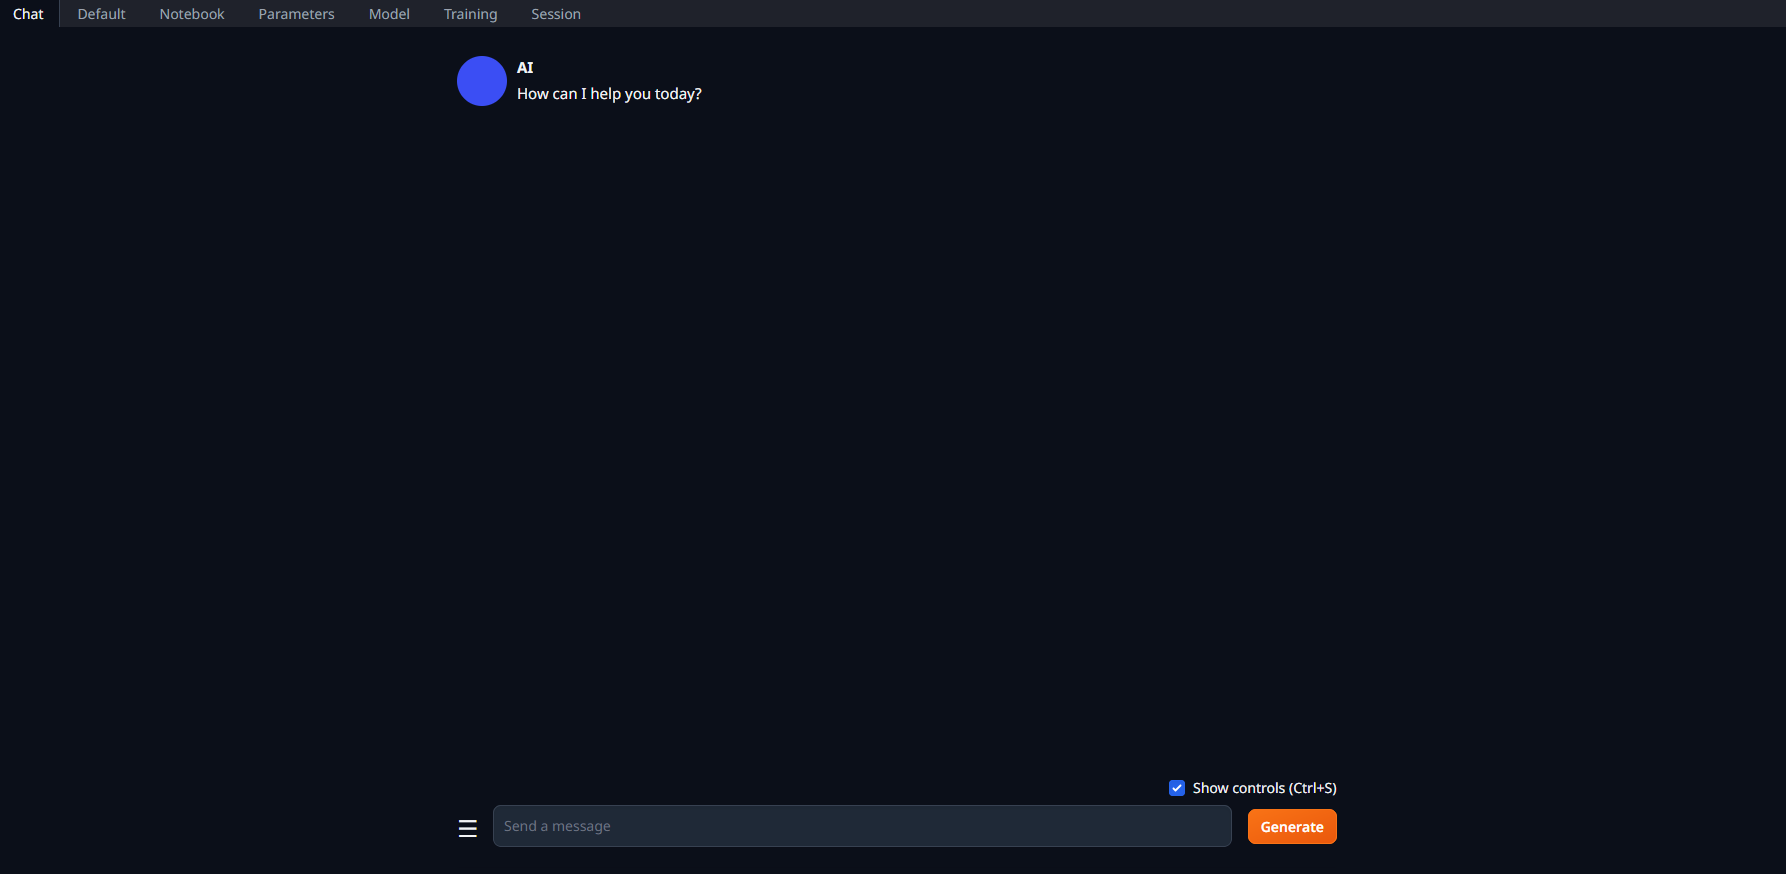 Chat Default Notebook Parameters Model Training Session
AI
How can I help you today?
Show controls (Ctrl+S)
Send a message
Generate